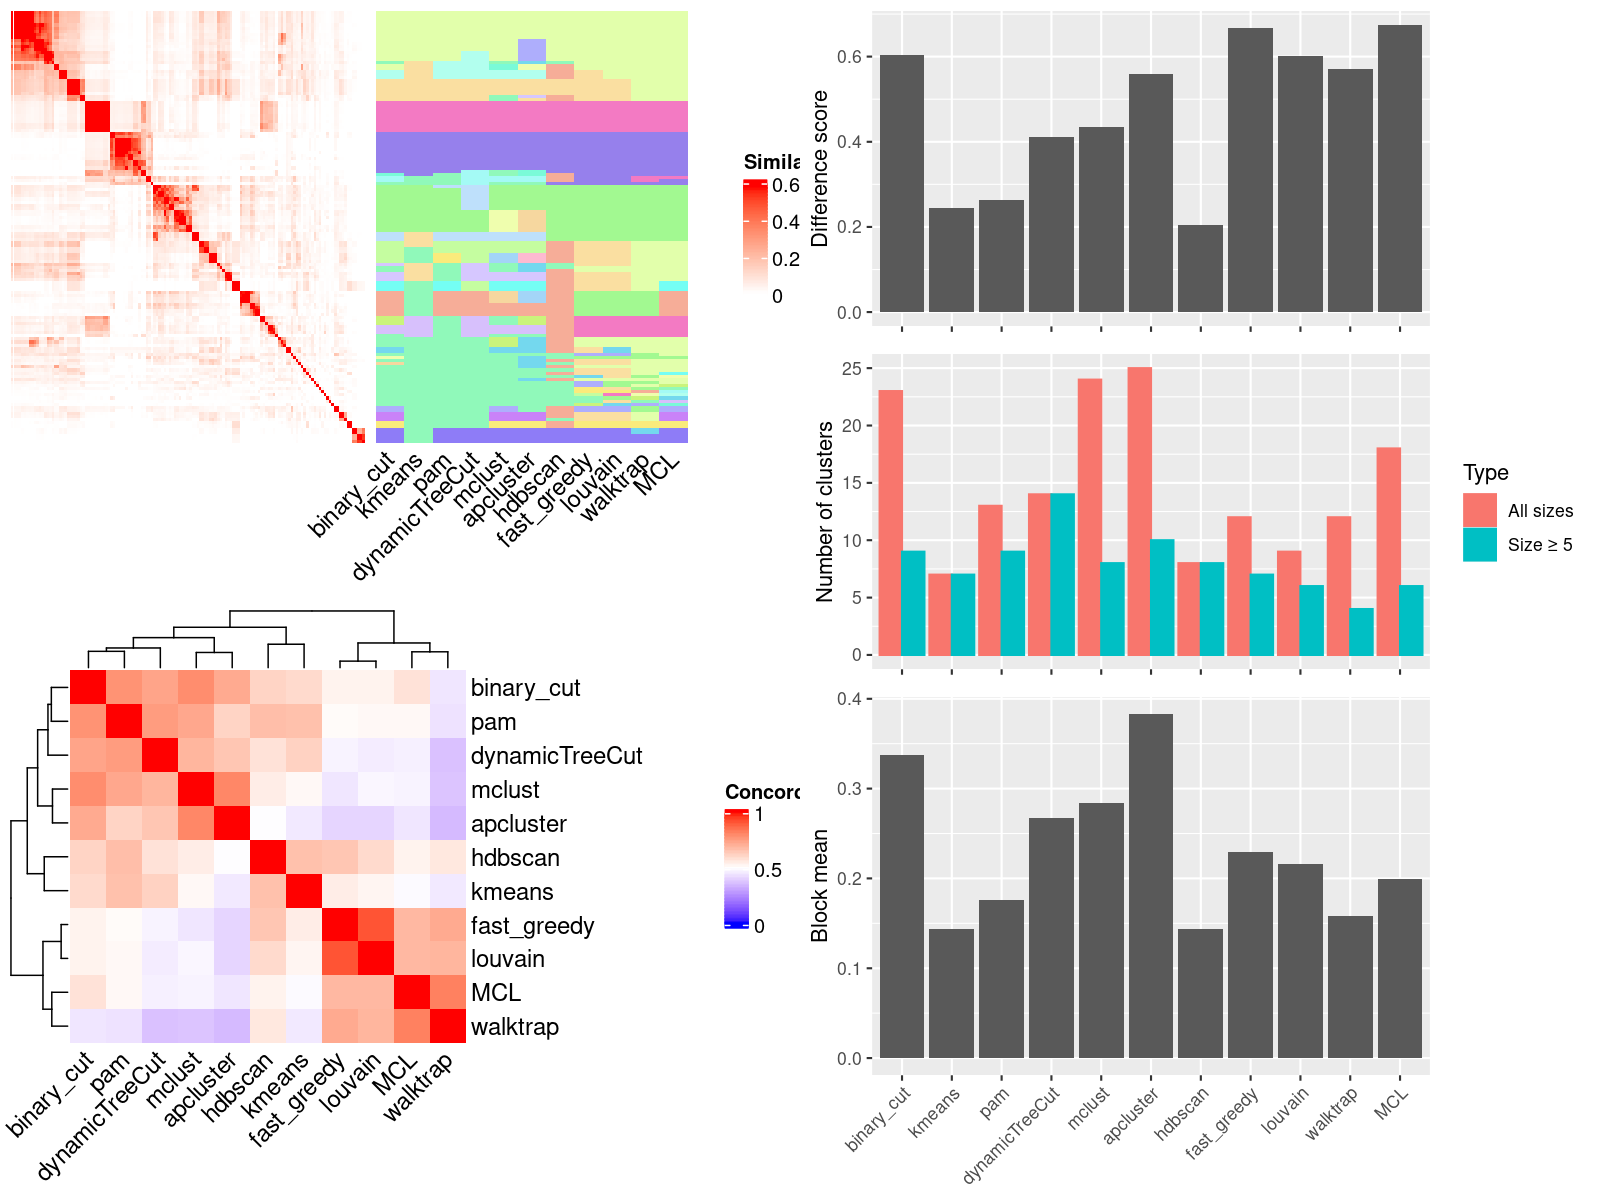 Simila
0.6
0.4
0.2
0
binary_cut
kmeans
pam
dynamicTreeCut
mclust
apcluster
hdbscan
fast_greedy
louvain
walktrap
MCL
binary_cut
pam
dynamicTreeCut
mclust
apcluster
hdbscan
kmeans
fast_greedy
louvain
MCL
walktrap
binary_cut
pam
dynamicTreeCut
mclust
apcluster
hdbscan
kmeans
fast_greedy
louvain
MCL
walktrap
Concord
1
0.5
0
Difference score
0.6
0.4
0.2
0.0
Number of clusters
25
20
15
10
5
0
Type
All sizes
Size ≥ 5
Block mean
0.4
0.3
0.2
0.1
0.0
binary_cut
kmeans
pam
dynamicTreeCut
mclust
apcluster
hdbscan
fast_greedy
louvain
walktrap
MCL